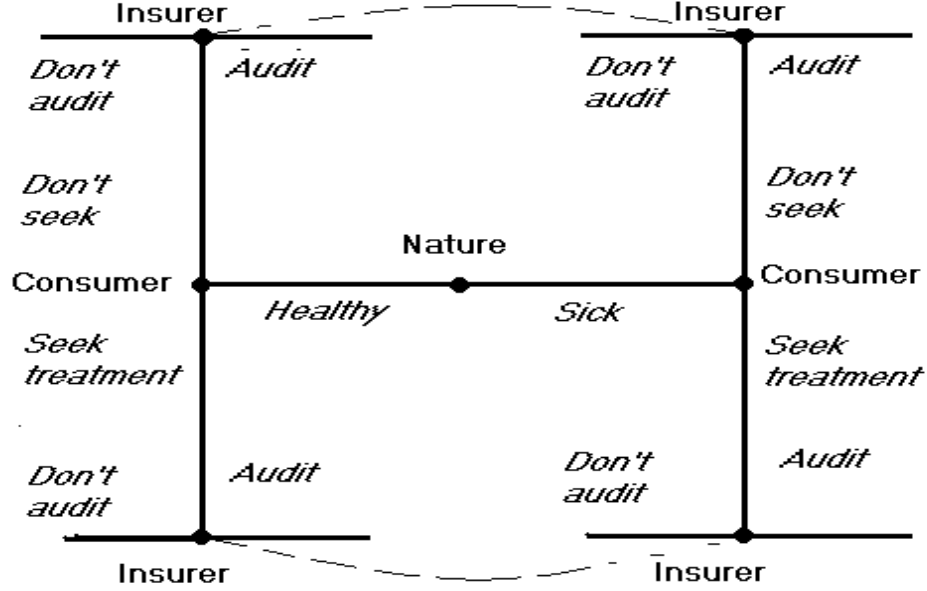 Insurer
Insurer
Don't
audit
Audit
Don't
audit
Audit
Don't
seek
Don't
seek
Nature
Consumer
Consumer
Healthy
Sick
Seek
treatment
Seek
treatment
Don't
audit
Audit
Don't
audit
Audit
Insurer
Insurer